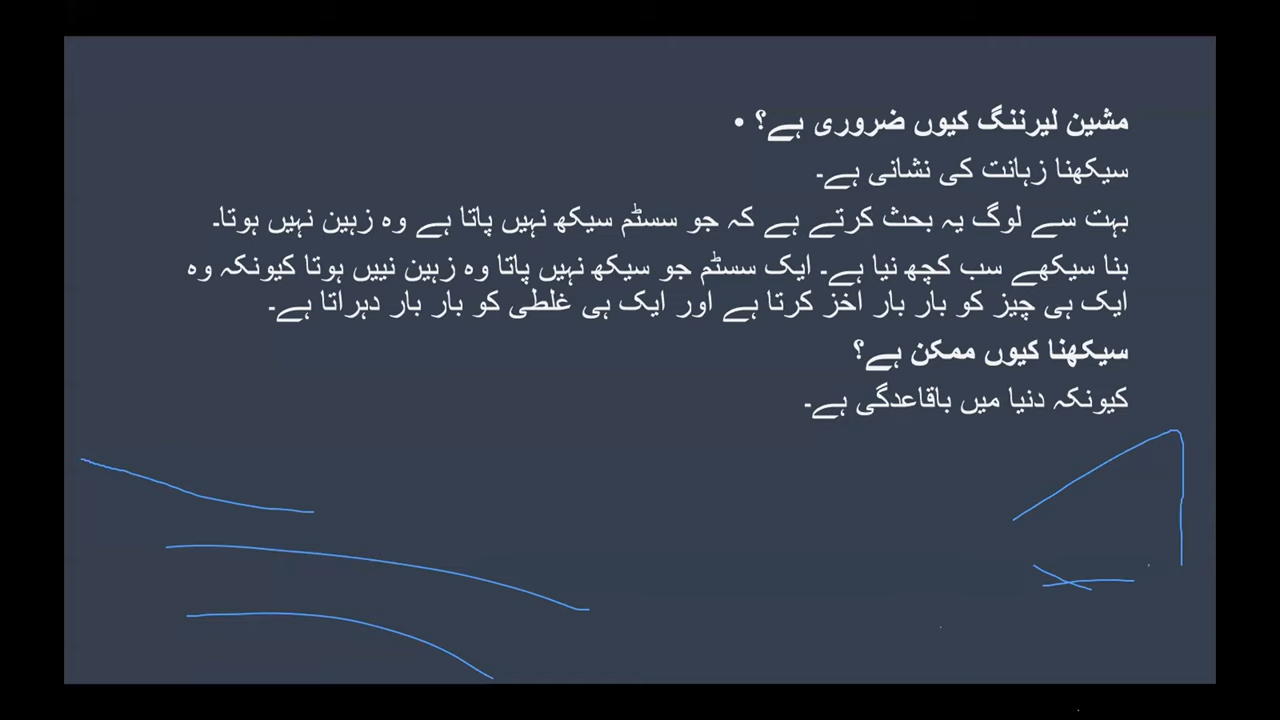 مشین لیرننگ کیوں ضروری ہے؟ •
سیکھنا زہانت کی نشانی ہے۔
بہت سے لوگ یہ بحث کرتے ہے کہ جو سسٹم سیکھ نہیں پاتا ہے وہ زہین نہیں ہوتا۔
بنا سیکھے سب کچھ نیا ہے۔ ایک سسٹم جو سیکھ نہیں پاتا وہ زہین نییں ہوتا کیونکہ وہ
ایک ہی چیز کو بار بار اخز کرتا ہے اور ایک ہی غلطی کو بار بار دہراتا ہے۔
سیکھنا کیوں ممکن ہے؟
کیونکہ دنیا میں باقاعدگی ہے۔